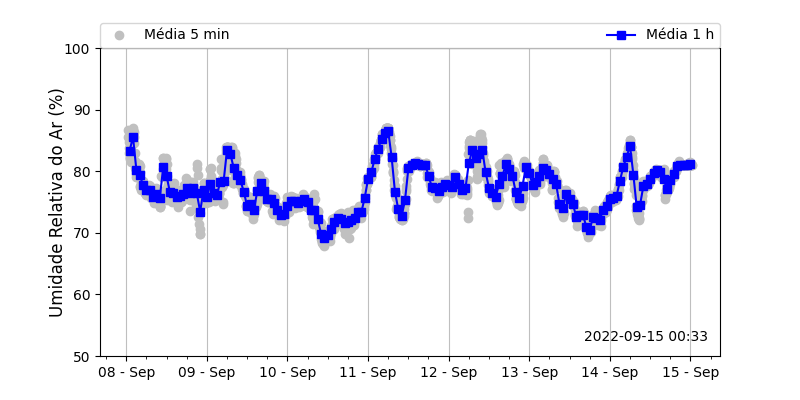 Média 5 min
Média 1 h
Umidade Relativa do Ar (%)
100
90
80
70
60
50
2022-09-15 00:33
08 - Sep
09 - Sep
10 - Sep
11 - Sep
12 - Sep
13 - Sep
14 - Sep
15 - Sep